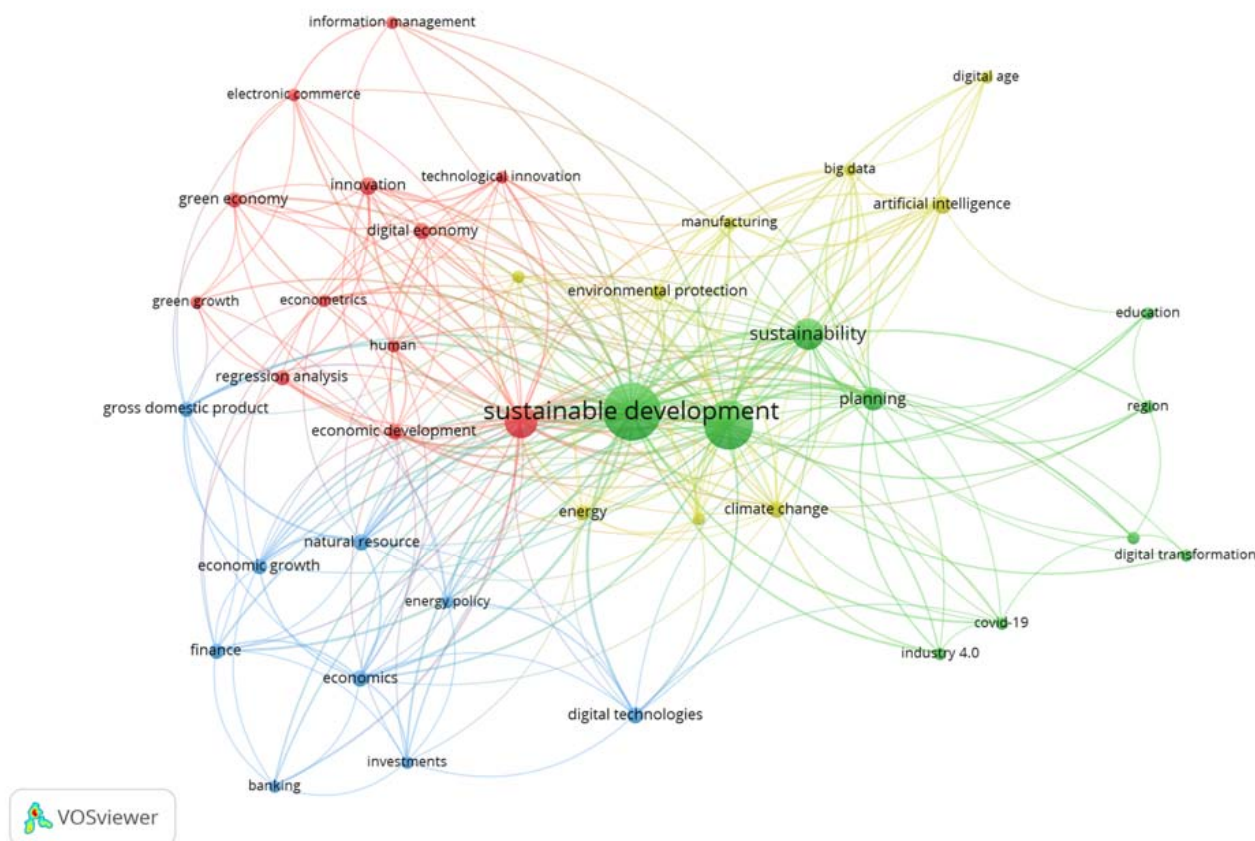 information management
digital age
electronic commerce
big data
technological innovation
innovation
green economy
artificial intelligence
manufacturing
digital economy
environmental protection
green growth
econometrics
education
sustainability
human
regression analysis
planning
gross domestic product
region
sustainable development
economic development
energy
climate change
natural resource
digital transformation
economic growth
energy policy
covid-19
finance
industry 4.0
economics
digital technologies
investments
banking
VOSviewer